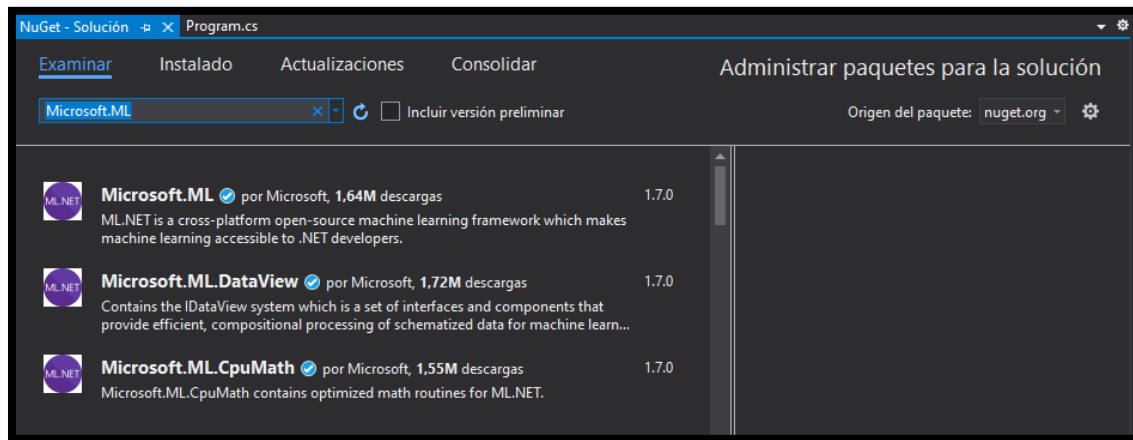 NuGet - Solución Program.cs
Examinar Instalado Actualizaciones Consolidar Administrar paquetes para la solución
Microsoft.ML Incluir versión preliminar Origen del paquete: nuget.org
ML.NET Microsoft.ML por Microsoft, 1,64M descargas 1.7.0
ML.NET is a cross-platform open-source machine learning framework which makes
machine learning accessible to .NET developers.
ML.NET Microsoft.ML.DataView por Microsoft, 1,72M descargas 1.7.0
Contains the IDataView system which is a set of interfaces and components that
provide efficient, compositional processing of schematized data for machine learn...
ML.NET Microsoft.ML.CpuMath por Microsoft, 1,55M descargas 1.7.0
Microsoft.ML.CpuMath contains optimized math routines for ML.NET.